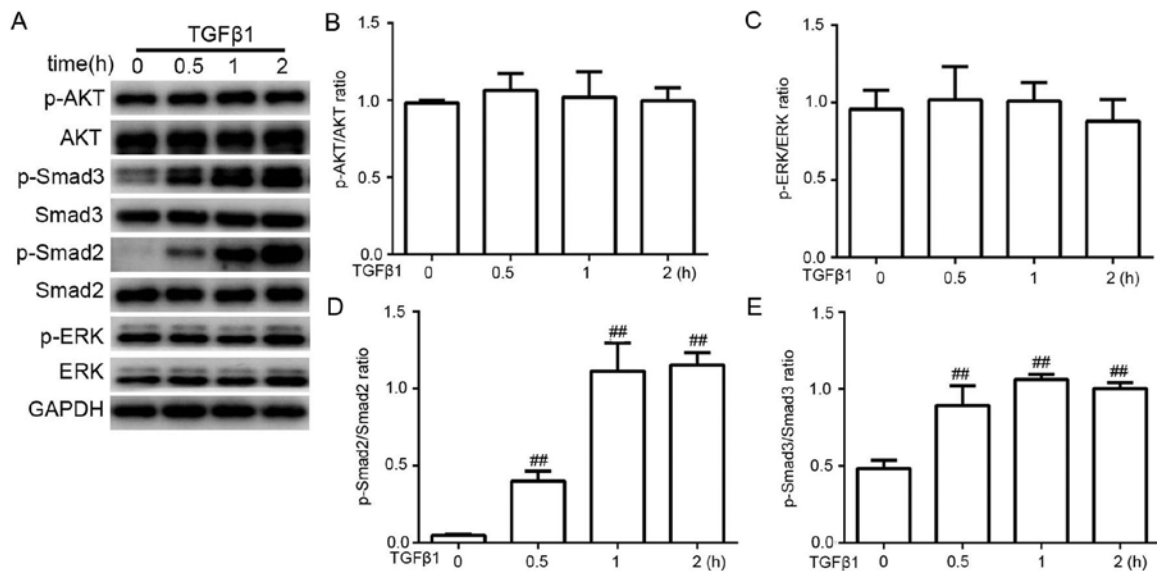 A
TGFβ1
time(h) 0 0.5 1 2
p-AKT
AKT
p-Smad3
Smad3
p-Smad2
Smad2
p-ERK
ERK
GAPDH
B
p-AKT/AKT ratio
1.5
1.0
0.5
0.0
TGFβ1 0 0.5 1 2 (h)
C
p-ERK/ERK ratio
1.5
1.0
0.5
0.0
TGFβ1 0 0.5 1 2 (h)
D
p-Smad2/Smad2 ratio
1.5
1.0
0.5
0.0
## ## ##
TGFβ1 0 0.5 1 2 (h)
E
p-Smad3/Smad3 ratio
1.5
1.0
0.5
0.0
## ## ##
TGFβ1 0 0.5 1 2 (h)